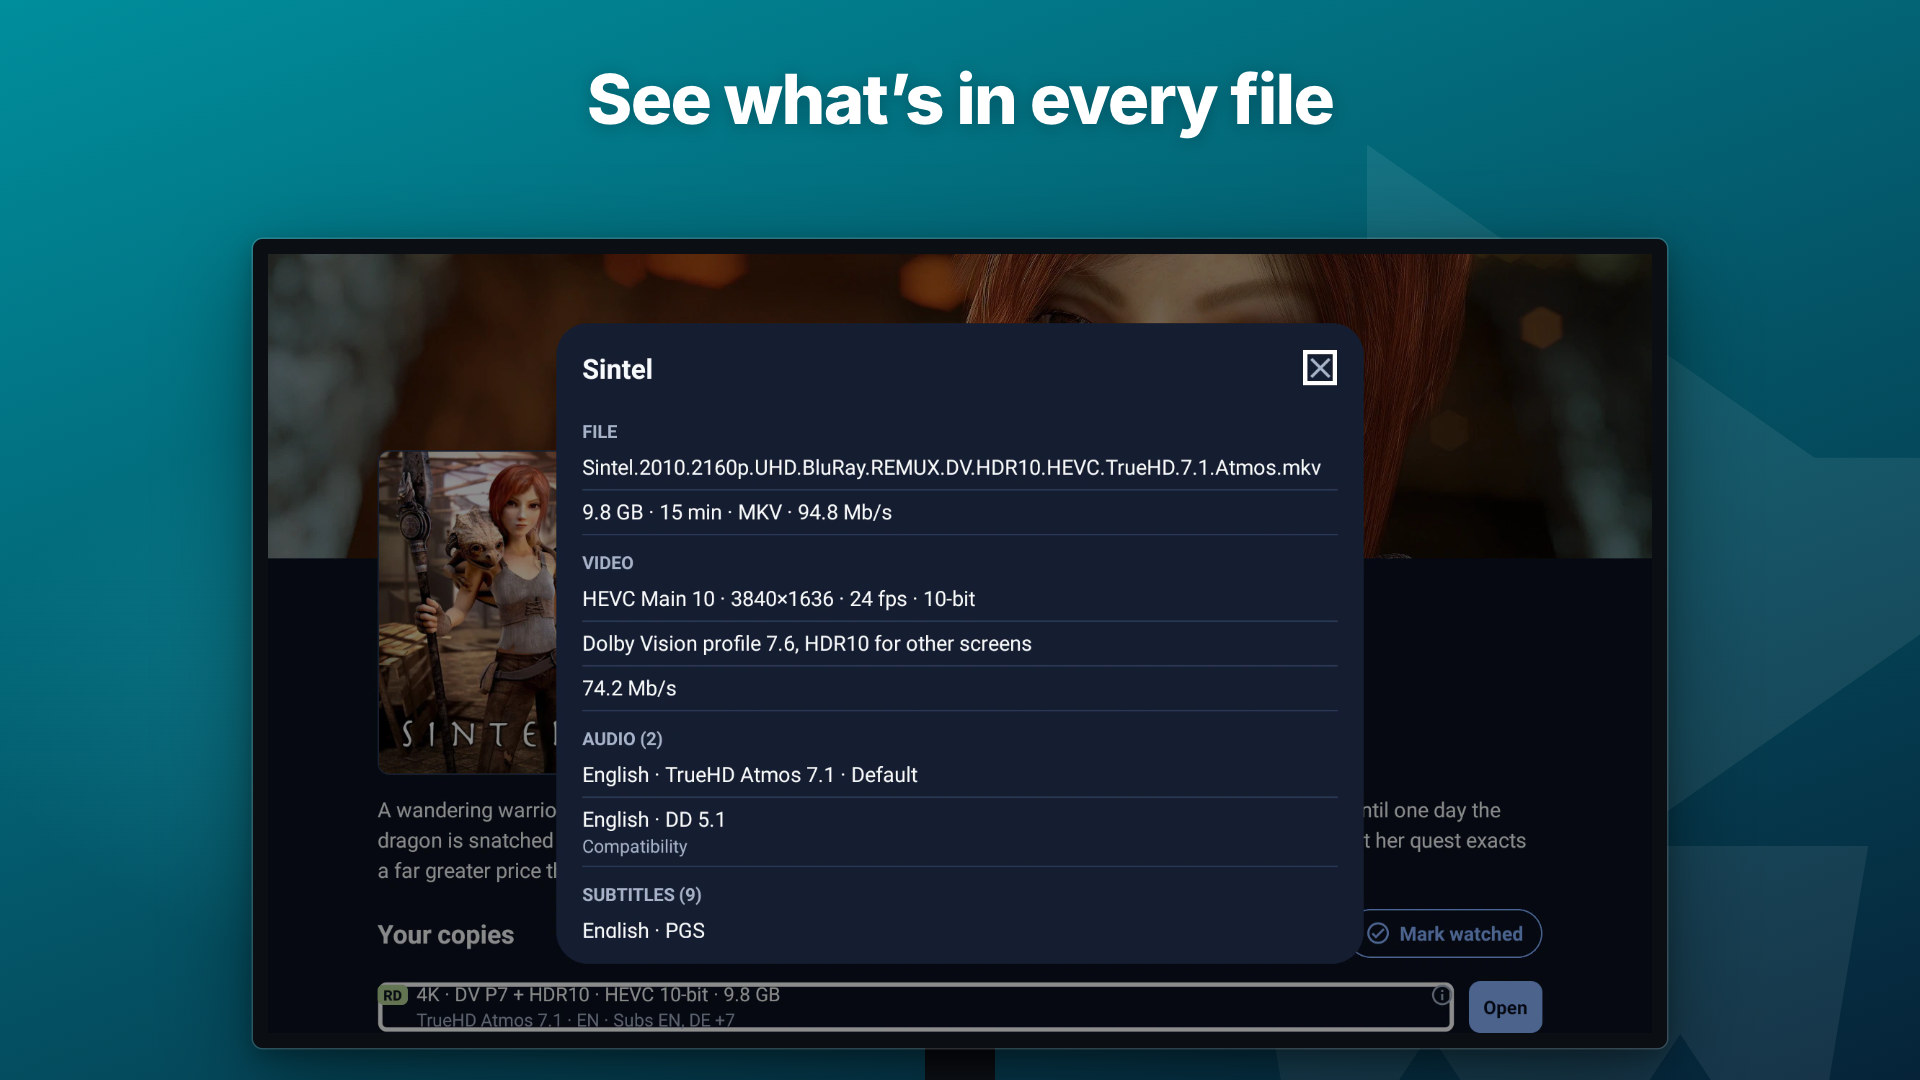 See what’s in every file
Sintel
FILE
Sintel.2010.2160p.UHD.BluRay.REMUX.DV.HDR10.HEVC.TrueHD.7.1.Atmos.mkv
9.8 GB · 15 min · MKV · 94.8 Mb/s
VIDEO
HEVC Main 10 · 3840×1636 · 24 fps · 10-bit
Dolby Vision profile 7.6, HDR10 for other screens
74.2 Mb/s
SINTE
AUDIO (2)
English · TrueHD Atmos 7.1 · Default
English · DD 5.1
Compatibility
A wandering warrio
ntil one day the
dragon is snatched
t her quest exacts
a far greater price
SUBTITLES (9)
English · PGS
Your copies
Mark watched
RD 4K · DV P7 + HDR10 · HEVC 10-bit · 9.8 GB
TrueHD Atmos 7.1 · EN · Subs EN, DE +7
Open